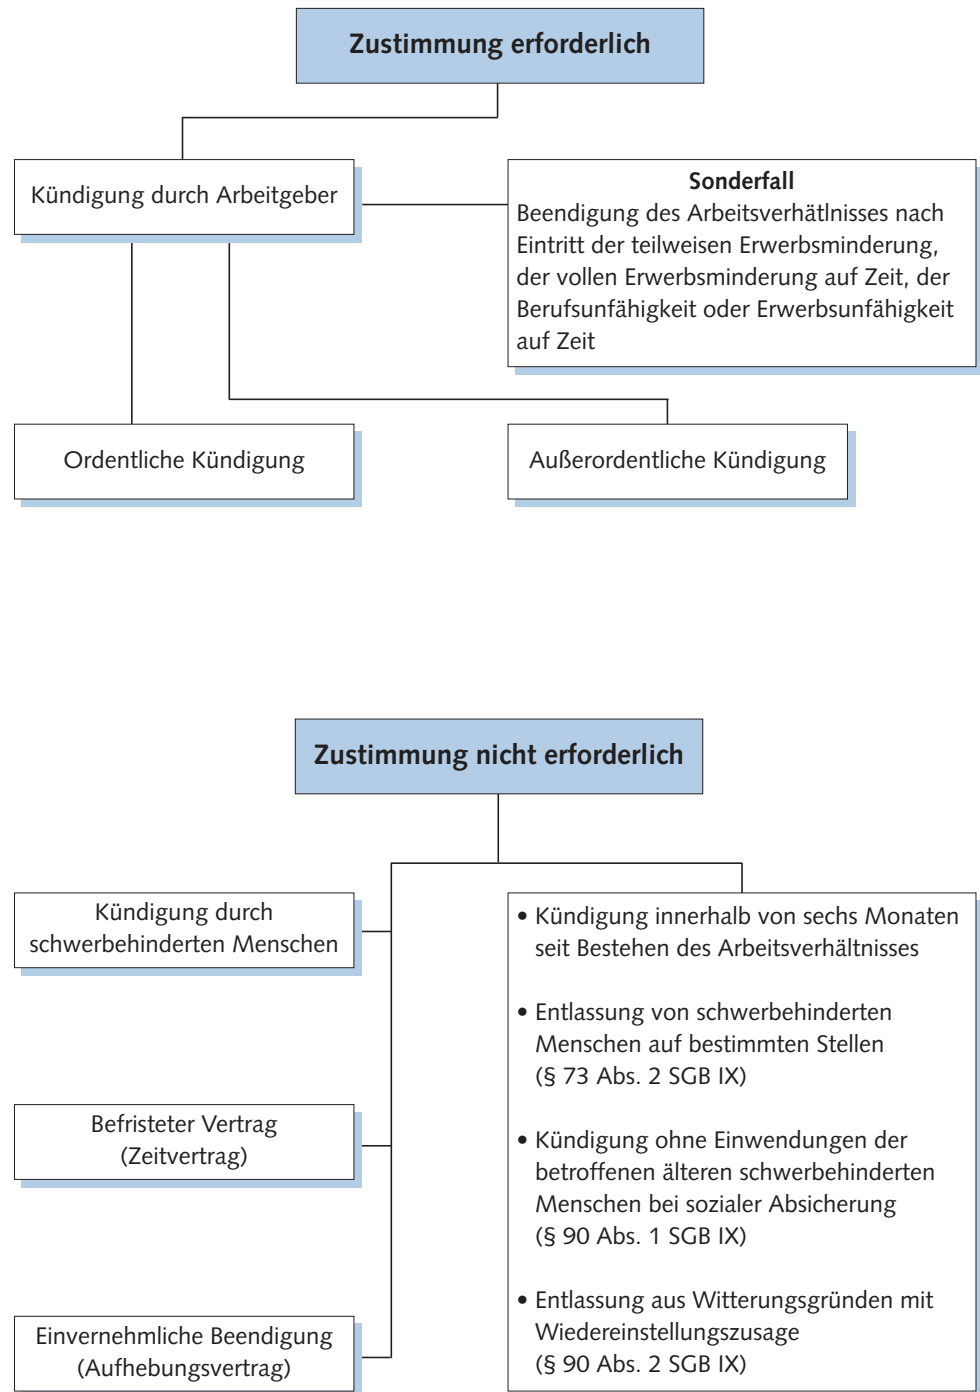 Zustimmung erforderlich
Kündigung durch Arbeitgeber
Sonderfall
Beendigung des Arbeitsverhätlnisses nach
Eintritt der teilweisen Erwerbsminderung,
der vollen Erwerbsminderung auf Zeit, der
Berufsunfähigkeit oder Erwerbsunfähigkeit
auf Zeit
Ordentliche Kündigung
Außerordentliche Kündigung
Zustimmung nicht erforderlich
Kündigung durch
schwerbehinderten Menschen
Befristeter Vertrag
(Zeitvertrag)
Einvernehmliche Beendigung
(Aufhebungsvertrag)
• Kündigung innerhalb von sechs Monaten
seit Bestehen des Arbeitsverhältnisses
• Entlassung von schwerbehinderten
Menschen auf bestimmten Stellen
(§ 73 Abs. 2 SGB IX)
• Kündigung ohne Einwendungen der
betroffenen älteren schwerbehinderten
Menschen bei sozialer Absicherung
(§ 90 Abs. 1 SGB IX)
• Entlassung aus Witterungsgründen mit
Wiedereinstellungszusage
(§ 90 Abs. 2 SGB IX)